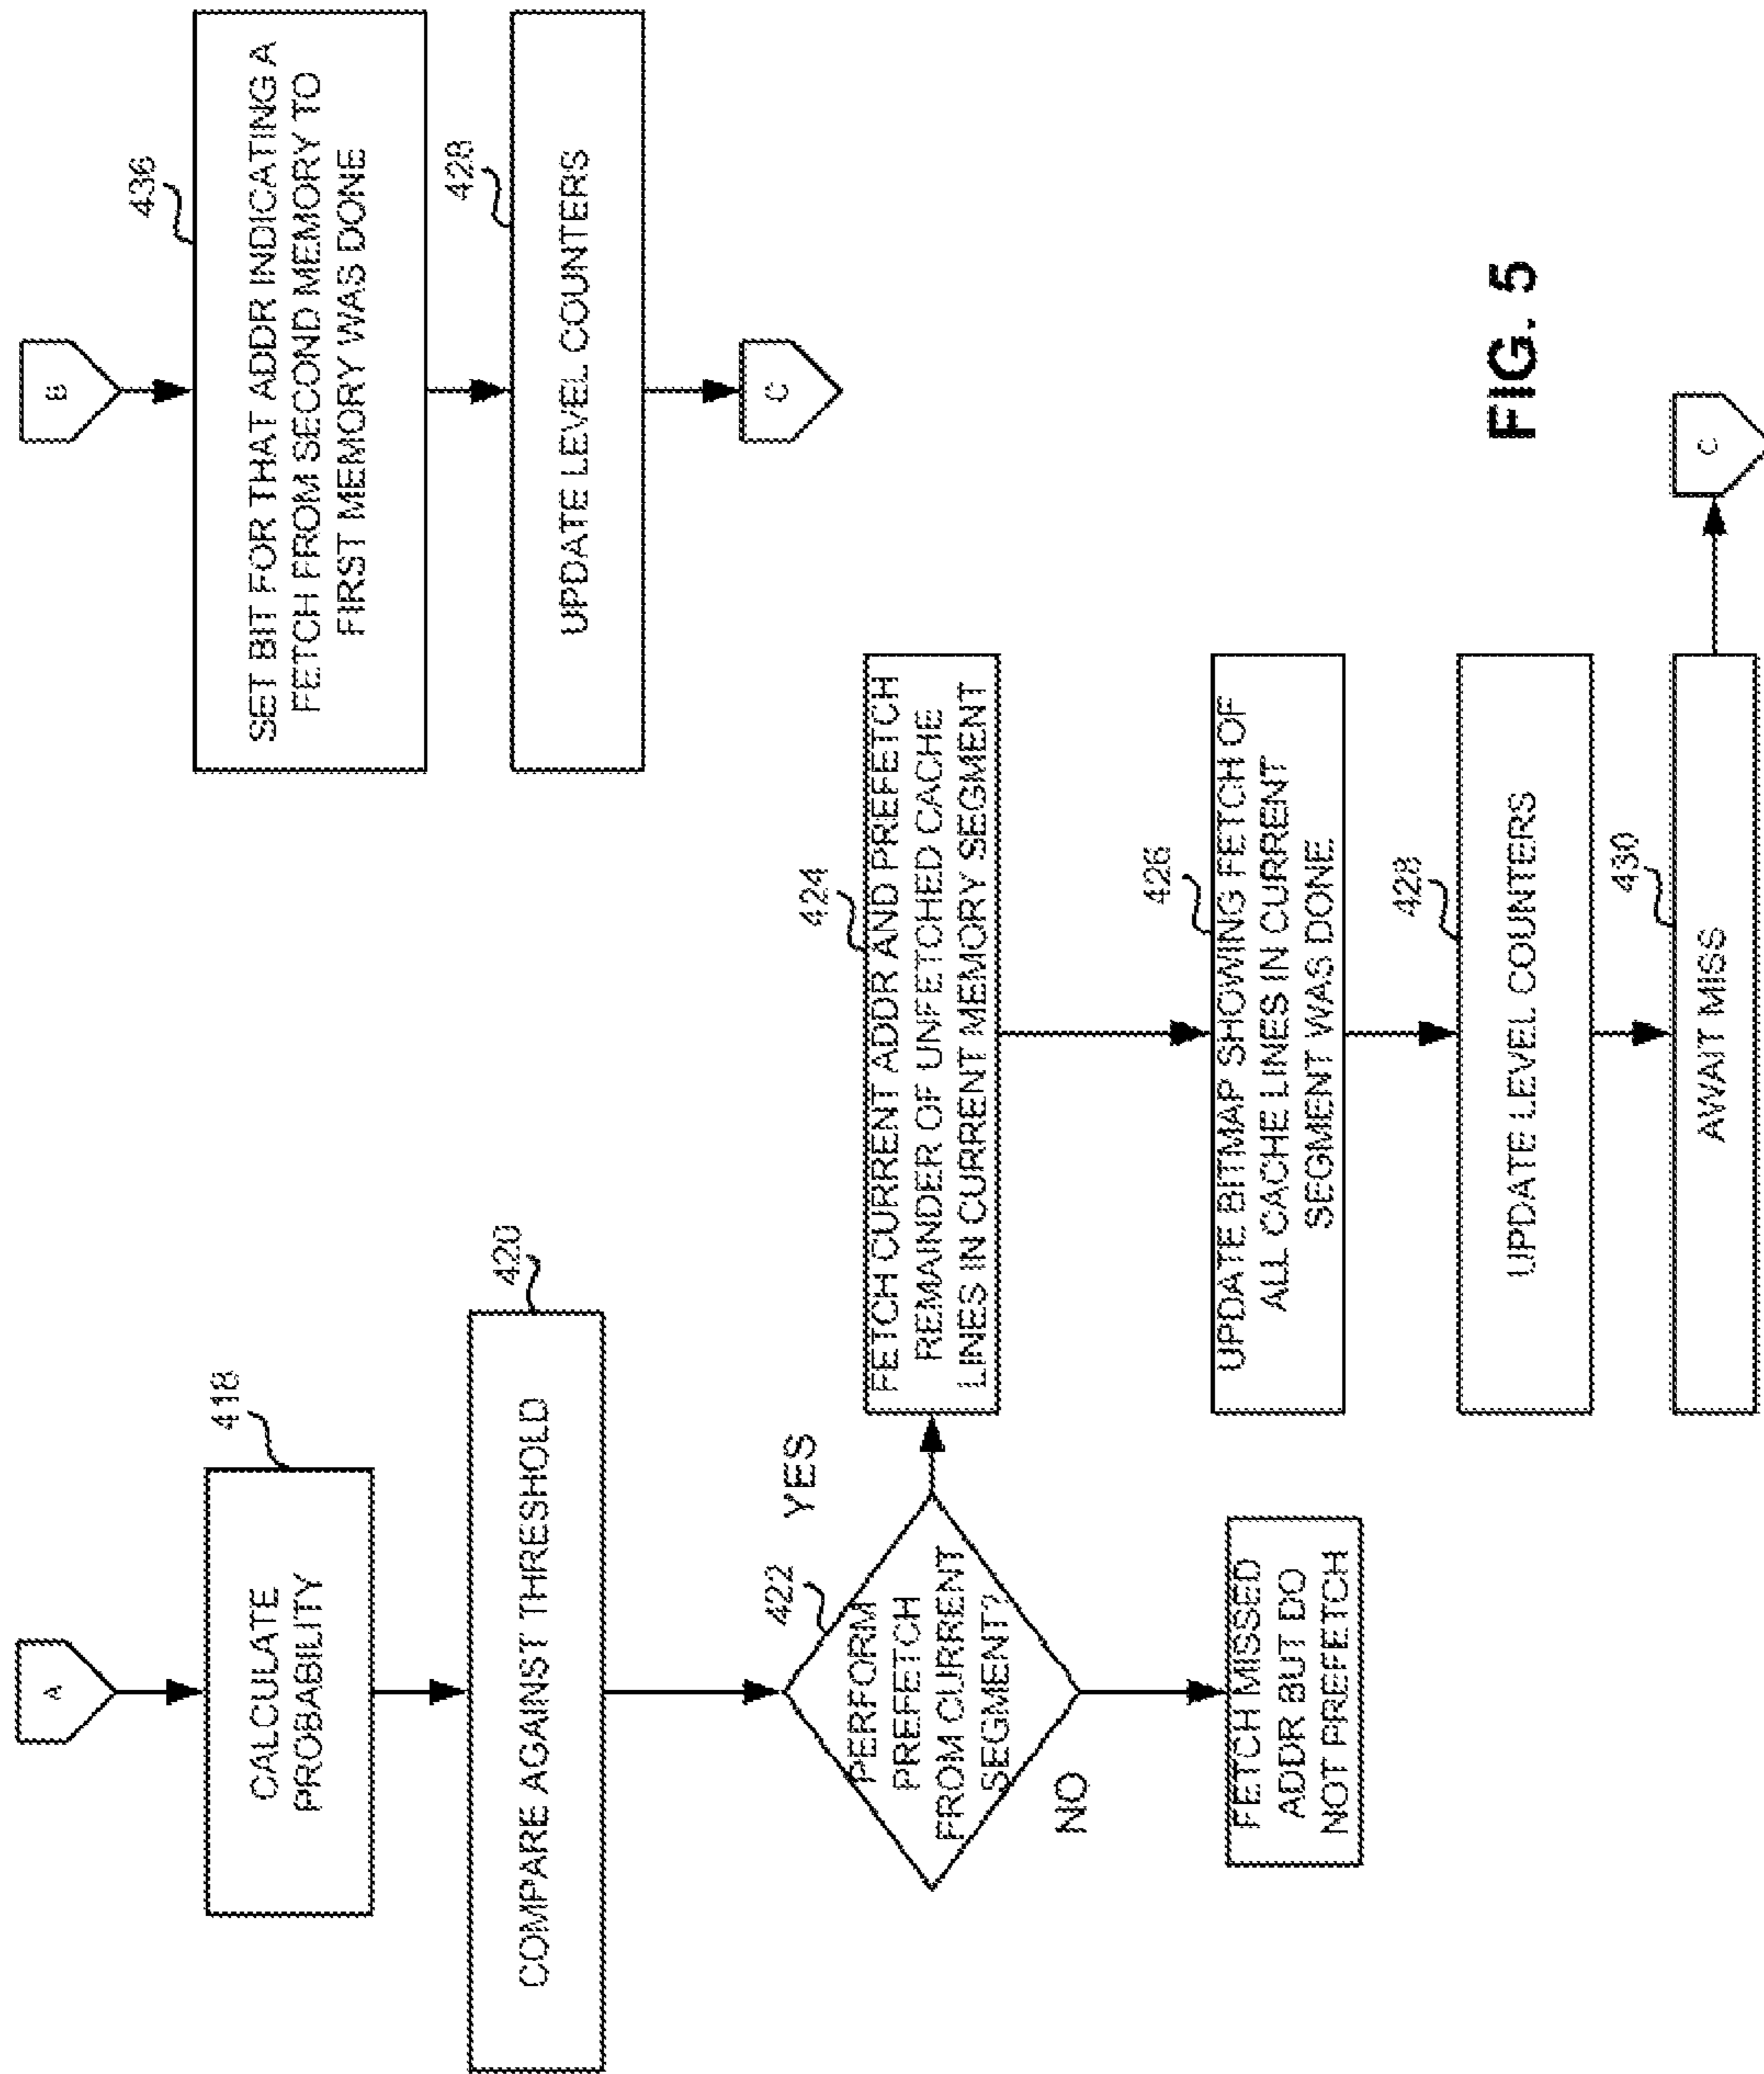 A
418
CALCULATE
PROBABILITY
420
COMPARE AGAINST THRESHOLD
422
PERFORM
PREFETCH
FROM CURRENT
SEGMENT?
YES
NO
FETCH MISSED
ADDR BUT DO
NOT PREFETCH
424
FETCH CURRENT ADDR AND PREFETCH
REMAINDER OF UNFETCHED CACHE
LINES IN CURRENT MEMORY SEGMENT
426
UPDATE BITMAP SHOWING FETCH OF
ALL CACHE LINES IN CURRENT
SEGMENT WAS DONE
428
UPDATE LEVEL COUNTERS
430
AWAIT MISS
C
B
436
SET BIT FOR THAT ADDR INDICATING A
FETCH FROM SECOND MEMORY TO
FIRST MEMORY WAS DONE
428
UPDATE LEVEL COUNTERS
C
FIG. 5